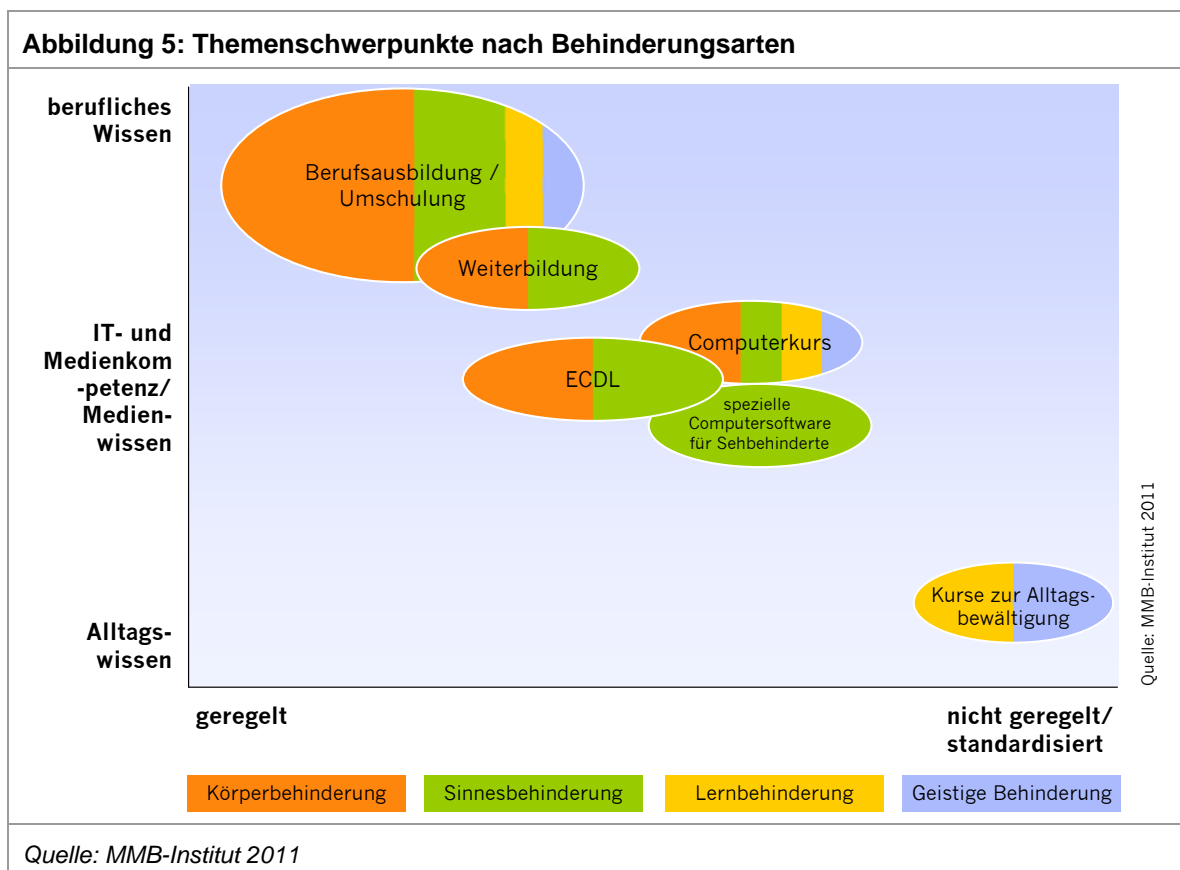 Abbildung 5: Themenschwerpunkte nach Behinderungsarten
berufliches
Wissen
Berufsausbildung /
Umschulung
Weiterbildung
IT- und
Medienkom
-petenz/
Medien-
wissen
Computerkurs
ECDL
spezielle
Computersoftware
für Sehbehinderte
Kurse zur Alltags-
bewältigung
Alltags-
wissen
Quelle: MMB-Institut 2011
geregelt
nicht geregelt/
standardisiert
Körperbehinderung
Sinnesbehinderung
Lernbehinderung
Geistige Behinderung
Quelle: MMB-Institut 2011